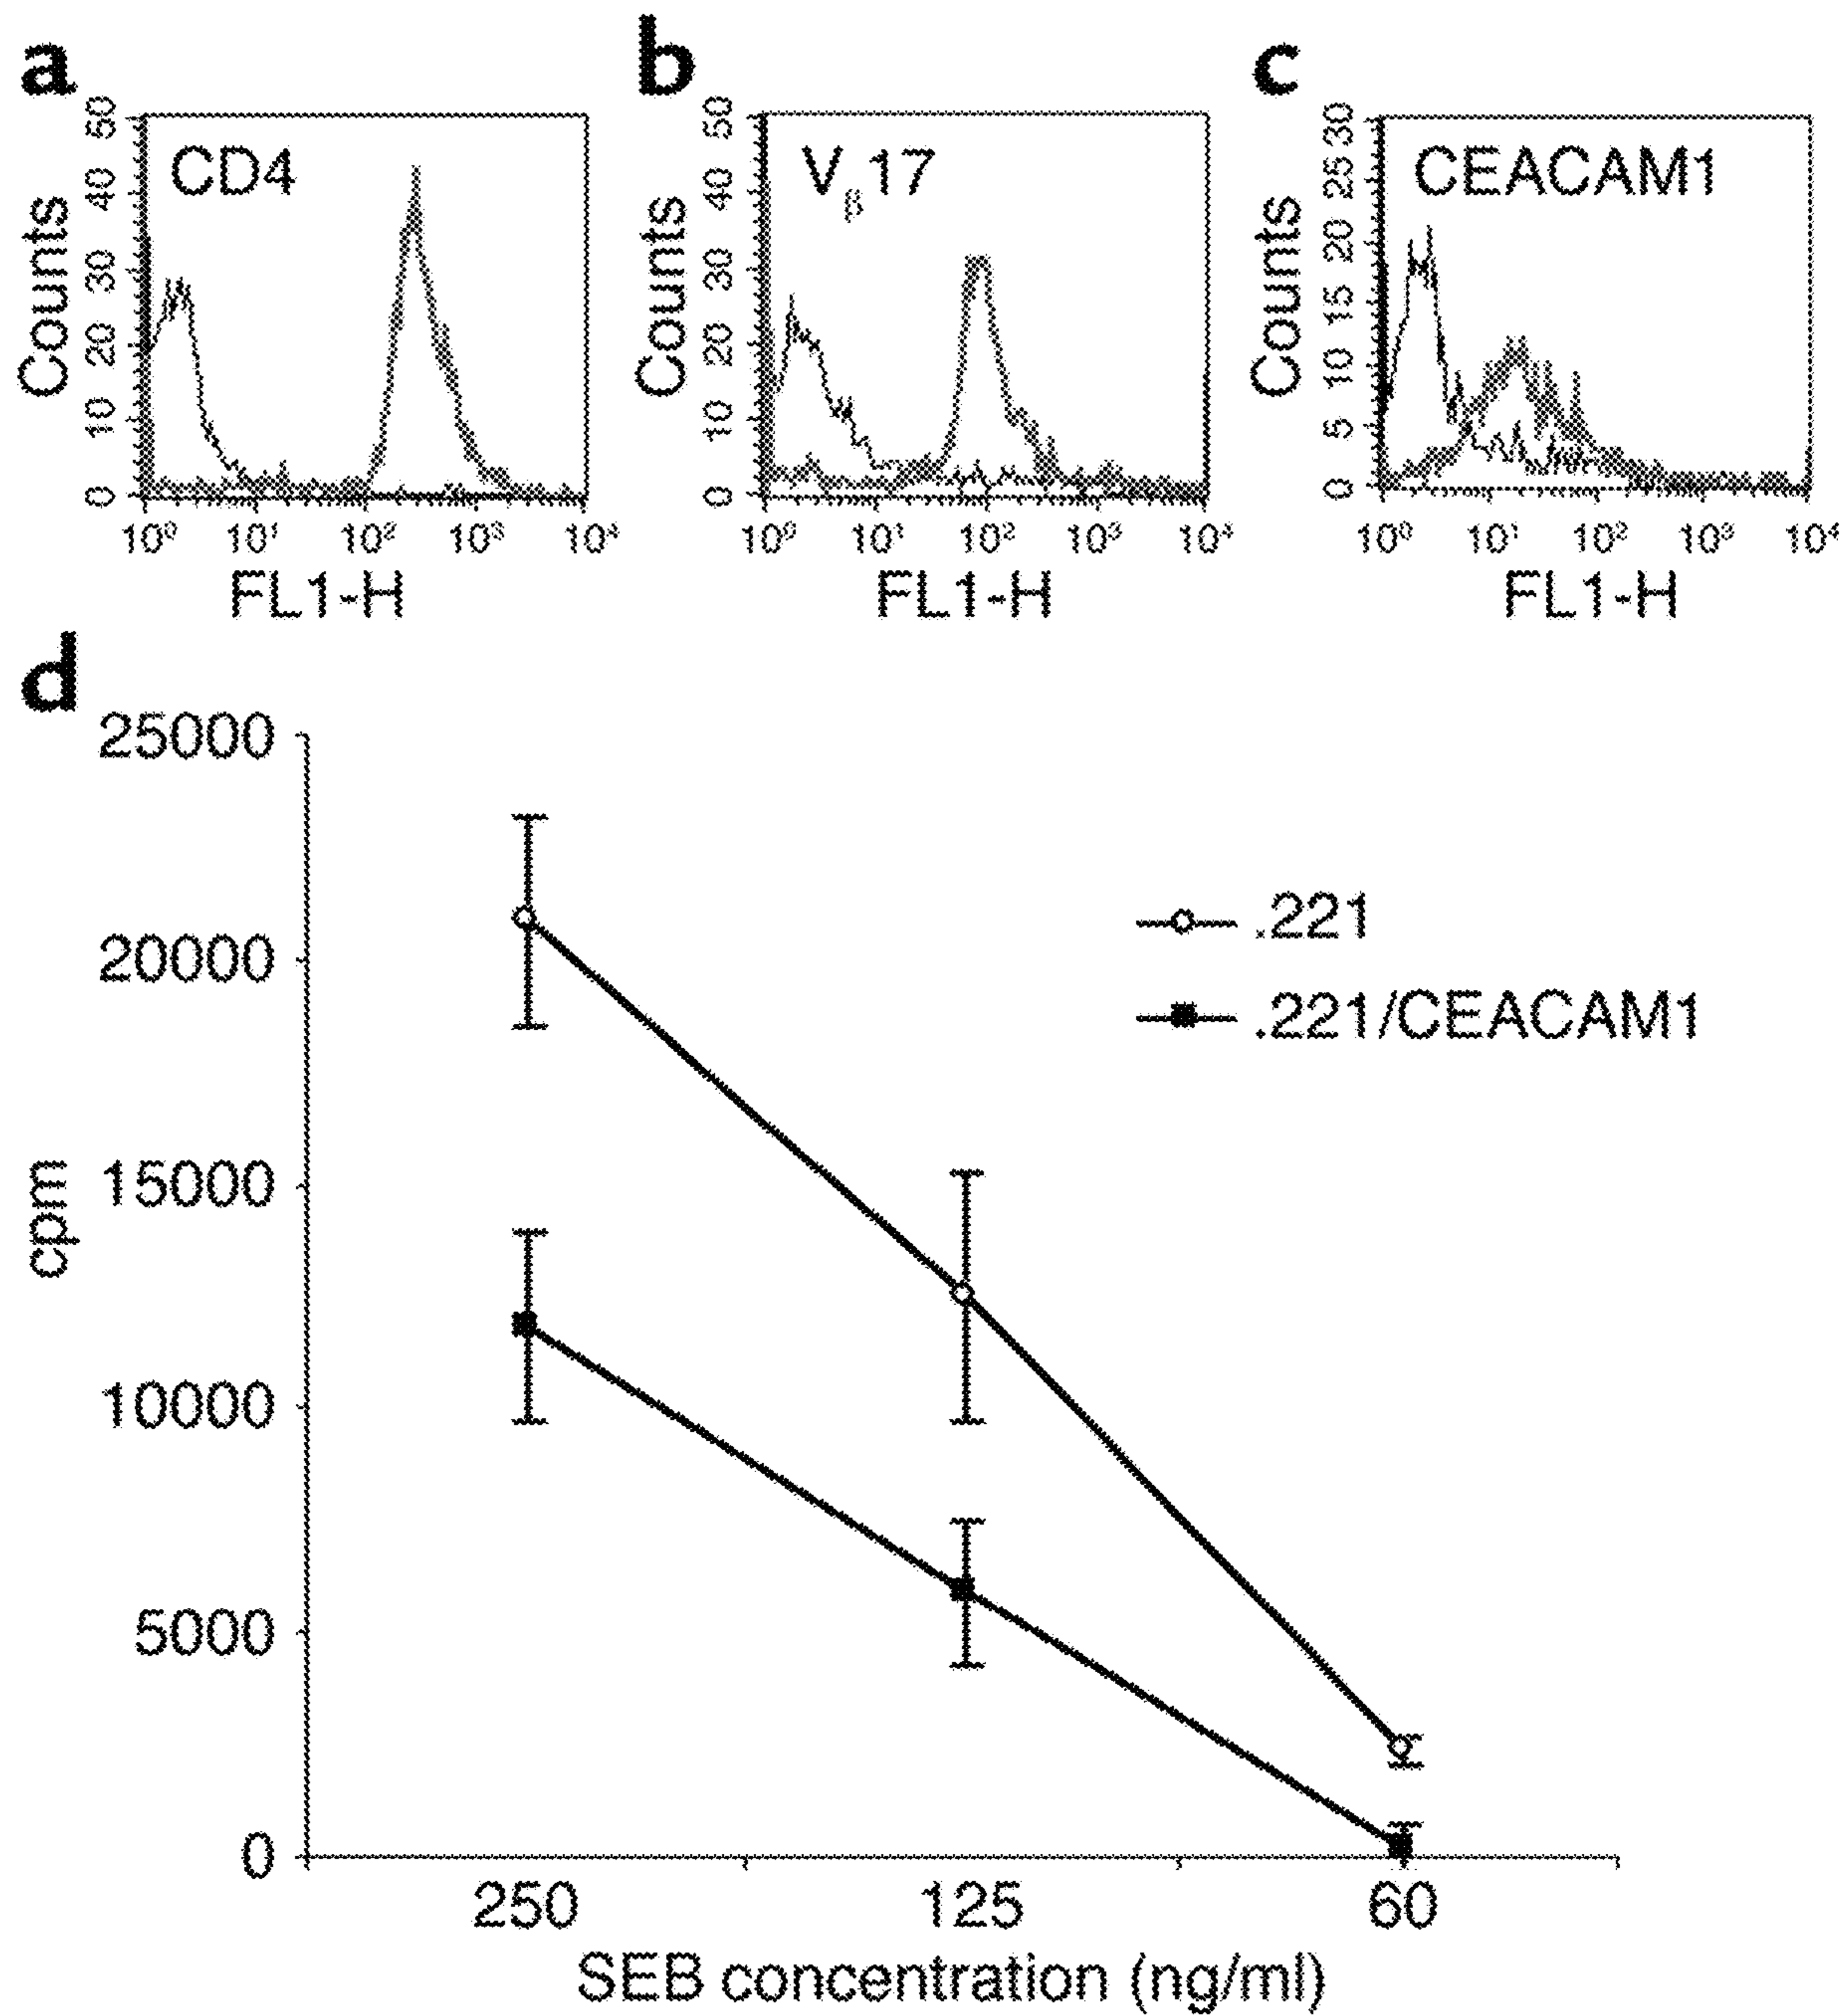 a
50
40
30
20
10
0
Counts
CD4
10⁰ 10¹ 10² 10³ 10⁴
FL1-H
b
50
40
30
20
10
0
Counts
Vβ17
10⁰ 10¹ 10² 10³ 10⁴
FL1-H
c
30
25
20
15
10
5
0
Counts
CEACAM1
10⁰ 10¹ 10² 10³ 10⁴
FL1-H
d
25000
20000
15000
10000
5000
0
cpm
.221
.221/CEACAM1
250 125 60
SEB concentration (ng/ml)